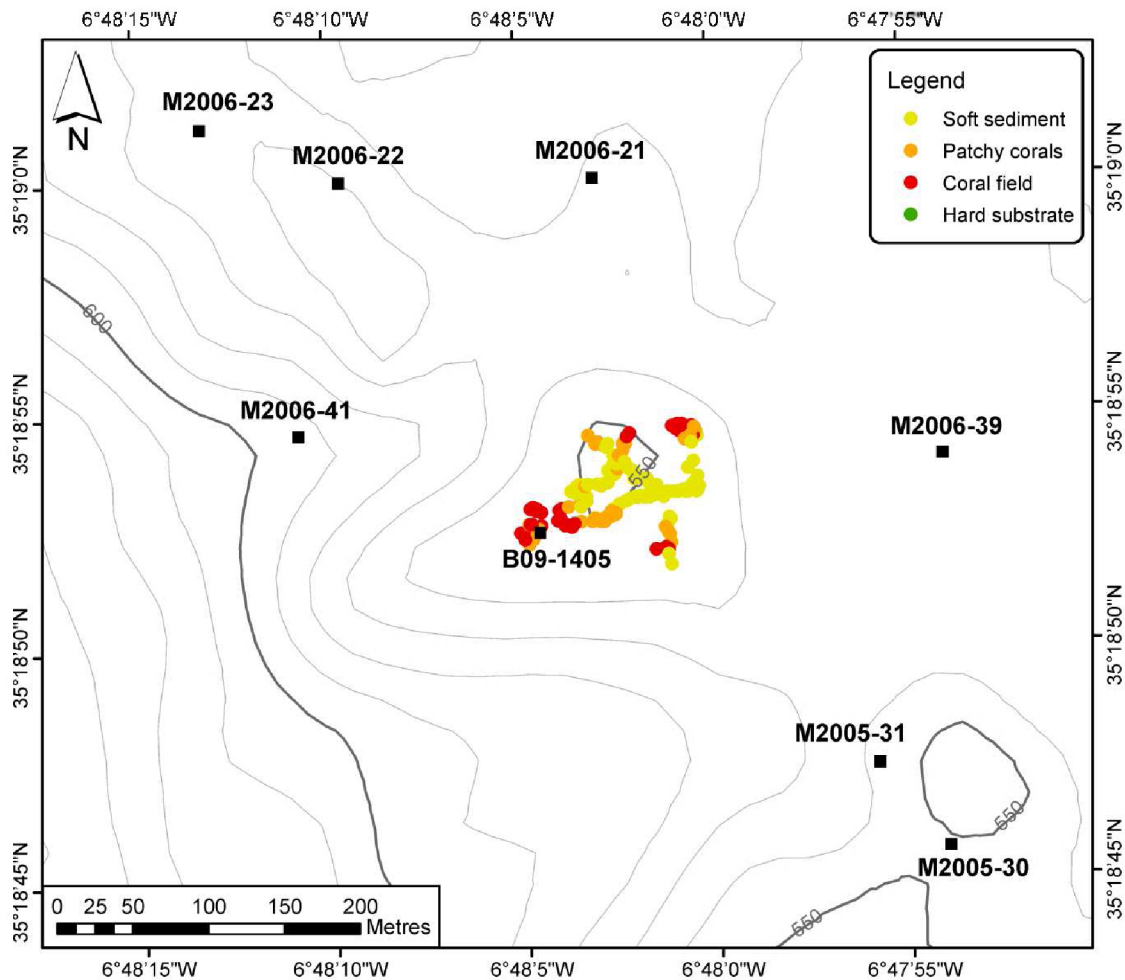 6°48'15"W 6°48'10"W 6°48'5"W 6°48'0"W 6°47'55"W
N
Legend
Soft sediment
Patchy corals
Coral field
Hard substrate
M2006-23
M2006-22
M2006-21
35°19'0"N
35°19'0"N
600
M2006-41
M2006-39
35°18'55"N
35°18'55"N
550
B09-1405
35°18'50"N
35°18'50"N
M2005-31
550
M2005-30
550
35°18'45"N
35°18'45"N
0 25 50 100 150 200
Metres
6°48'15"W 6°48'10"W 6°48'5"W 6°48'0"W 6°47'55"W